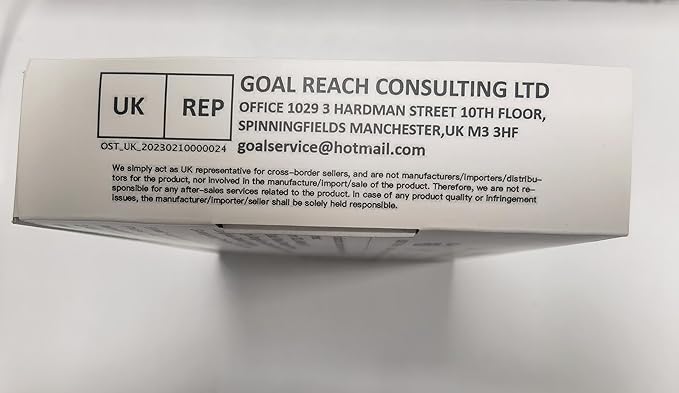 UK REP
OST_UK_20230210000024
GOAL REACH CONSULTING LTD
OFFICE 1029 3 HARDMAN STREET 10TH FLOOR,
SPINNINGFIELDS MANCHESTER,UK M3 3HF
goalservice@hotmail.com
We simply act as UK representative for cross-border sellers, and are not manufacturers/importers/distribu-
tors for the product, nor involved in the manufacture/import/sale of the product. Therefore, we are not re-
sponsible for any after-sales services related to the product. In case of any product quality or infringement
issues, the manufacturer/importer/seller shall be solely held responsible.